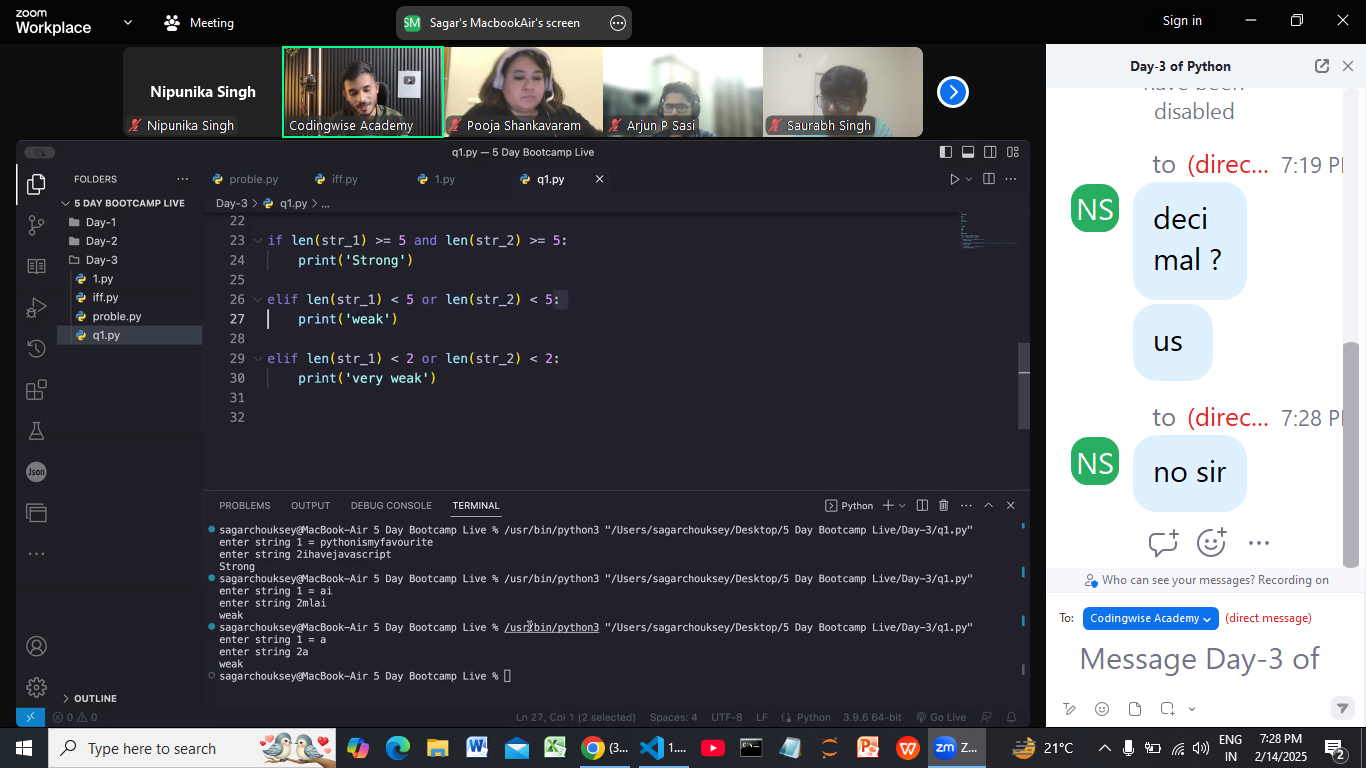 zoom
Workplace
Meeting
SM Sagar's MacbookAir's screen
Sign in
Nipunika Singh
Nipunika Singh
Codingwise Academy
Pooja Shankavaram
Arjun P Sasi
Saurabh Singh
Day-3 of Python
have been
disabled
to (direc... 7:19 P
NS
deci
mal ?
us
to (direc... 7:28 P
NS
no sir
Who can see your messages? Recording on
To: Codingwise Academy (direct message)
Message Day-3 of
q1.py — 5 Day Bootcamp Live
FOLDERS
5 DAY BOOTCAMP LIVE
Day-1
Day-2
Day-3
1.py
iff.py
proble.py
q1.py
OUTLINE
Json
proble.py
iff.py
1.py
q1.py
Day-3 > q1.py > ...
22
23 if len(str_1) >= 5 and len(str_2) >= 5:
24 print('Strong')
25
26 elif len(str_1) < 5 or len(str_2) < 5:
27 print('weak')
28
29 elif len(str_1) < 2 or len(str_2) < 2:
30 print('very weak')
31
32
PROBLEMS OUTPUT DEBUG CONSOLE TERMINAL
Python
sagarchouksey@MacBook-Air 5 Day Bootcamp Live % /usr/bin/python3 "/Users/sagarchouksey/Desktop/5 Day Bootcamp Live/Day-3/q1.py"
enter string 1 = pythonismyfavourite
enter string 2ihavejavascript
Strong
sagarchouksey@MacBook-Air 5 Day Bootcamp Live % /usr/bin/python3 "/Users/sagarchouksey/Desktop/5 Day Bootcamp Live/Day-3/q1.py"
enter string 1 = ai
enter string 2mlai
weak
sagarchouksey@MacBook-Air 5 Day Bootcamp Live % /usr/bin/python3 "/Users/sagarchouksey/Desktop/5 Day Bootcamp Live/Day-3/q1.py"
enter string 1 = a
enter string 2a
weak
sagarchouksey@MacBook-Air 5 Day Bootcamp Live %
0 0
Ln 27, Col 1 (2 selected) Spaces: 4 UTF-8 LF Python 3.9.6 64-bit Go Live
Type here to search
(3...
1....
Z...
21°C
ENG
IN
7:28 PM
2/14/2025
2